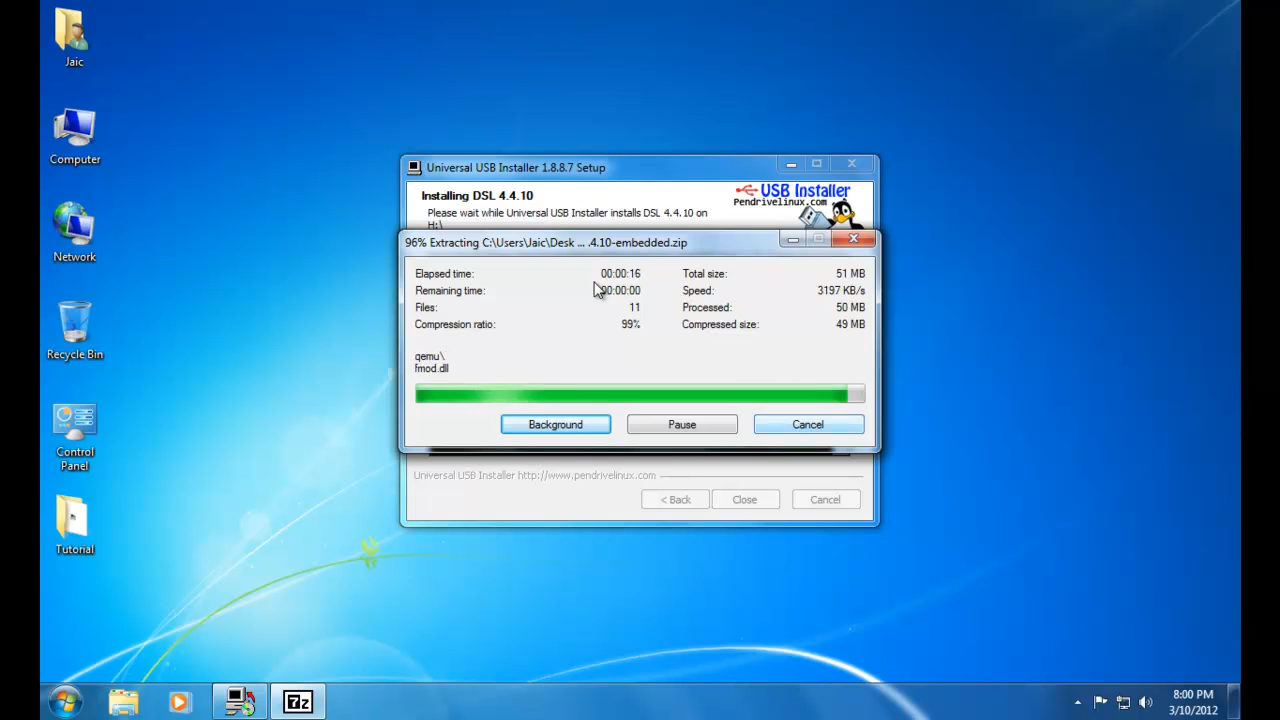 Jaic
Computer
Network
Recycle Bin
Control
Panel
Tutorial
Universal USB Installer 1.8.8.7 Setup
Installing DSL 4.4.10
Please wait while Universal USB Installer installs DSL 4.4.10 on
H:\
USB Installer
Pendrivelinux.com
96% Extracting C:\Users\Jaic\Desk ... .4.10-embedded.zip
Elapsed time: 00:00:16 Total size: 51 MB
Remaining time: 00:00:00 Speed: 3197 KB/s
Files: 11 Processed: 50 MB
Compression ratio: 99% Compressed size: 49 MB
qemu\
fmod.dll
Background Pause Cancel
Universal USB Installer http://www.pendrivelinux.com
< Back Close Cancel
7z
8:00 PM
3/10/2012